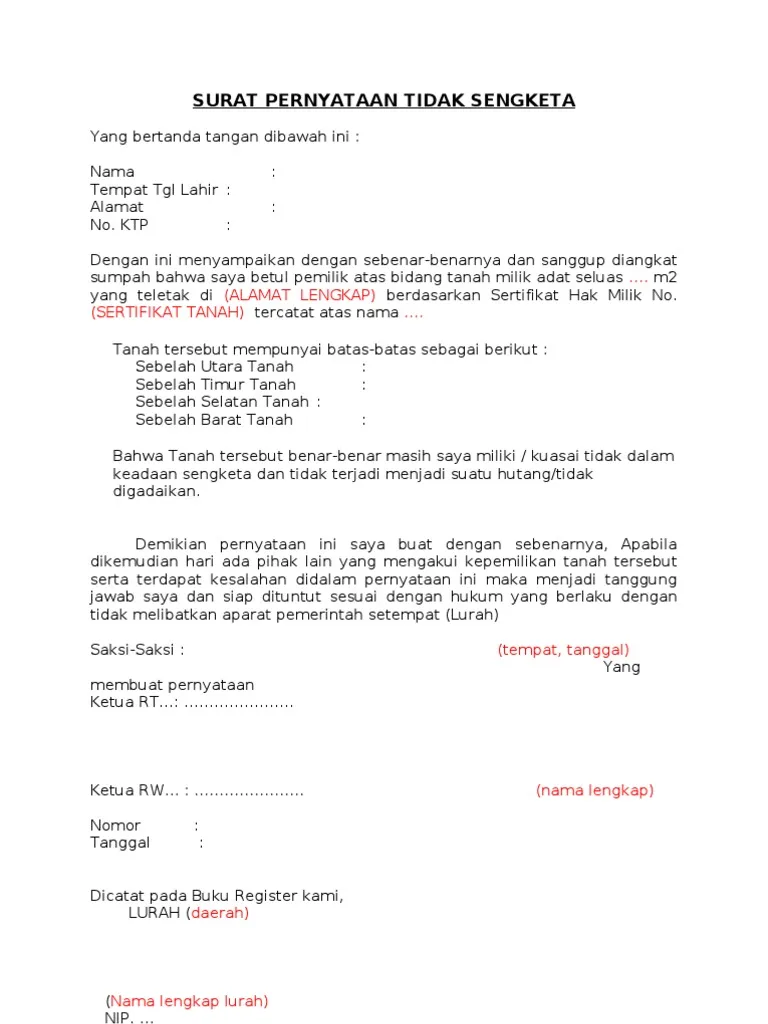 SURAT PERNYATAAN TIDAK SENGKETA
Yang bertanda tangan dibawah ini :
Nama :
Tempat Tgl Lahir :
Alamat :
No. KTP :
Dengan ini menyampaikan dengan sebenar-benarnya dan sanggup diangkat
sumpah bahwa saya betul pemilik atas bidang tanah milik adat seluas .... m2
yang teletak di (ALAMAT LENGKAP) berdasarkan Sertifikat Hak Milik No.
(SERTIFIKAT TANAH) tercatat atas nama ....
Tanah tersebut mempunyai batas-batas sebagai berikut :
Sebelah Utara Tanah :
Sebelah Timur Tanah :
Sebelah Selatan Tanah :
Sebelah Barat Tanah :
Bahwa Tanah tersebut benar-benar masih saya miliki / kuasai tidak dalam
keadaan sengketa dan tidak terjadi menjadi suatu hutang/tidak
digadaikan.
Demikian pernyataan ini saya buat dengan sebenarnya, Apabila
dikemudian hari ada pihak lain yang mengakui kepemilikan tanah tersebut
serta terdapat kesalahan didalam pernyataan ini maka menjadi tanggung
jawab saya dan siap dituntut sesuai dengan hukum yang berlaku dengan
tidak melibatkan aparat pemerintah setempat (Lurah)
Saksi-Saksi : (tempat, tanggal)
Yang
membuat pernyataan
Ketua RT...: ......................
Ketua RW... : ...................... (nama lengkap)
Nomor :
Tanggal :
Dicatat pada Buku Register kami,
LURAH (daerah)
(Nama lengkap lurah)
NIP. ...